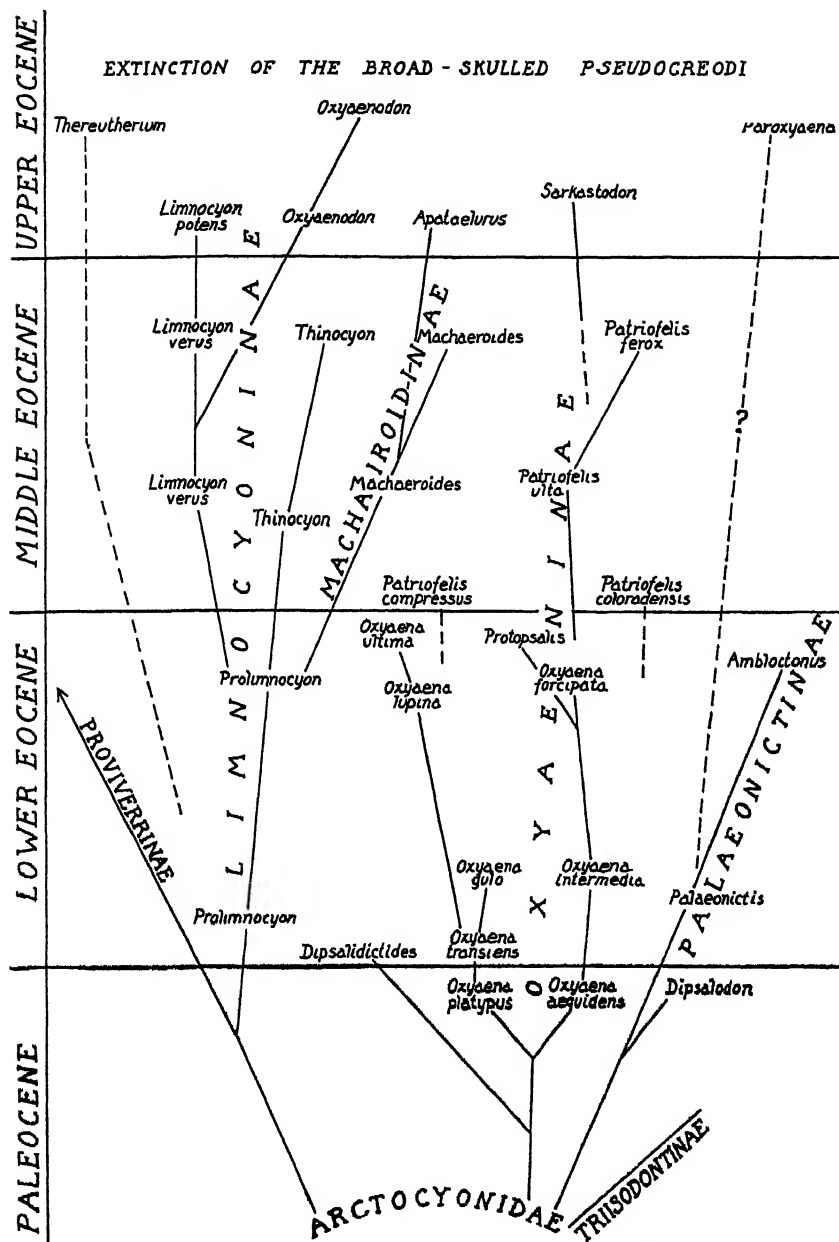 EXTINCTION OF THE BROAD-SKULLED PSEUDOCREODI
UPPER EOCENE
Thereutherium
Oxyaenodon
Paroxyaena
Limnocyon
potens
Oxyaenodon
Apataelurus
Sarkastodon
MIDDLE EOCENE
Limnocyon
verus
Thinocyon
Machaeroides
Patriofelis
ferox
?
Limnocyon
verus
Thinocyon
Machaeroides
Patriofelis
ulta
LIMNOCYONINAE
MACHAIROIDINAE
OXYAENINAE
PALAEONICTINAE
LOWER EOCENE
Patriofelis
compressus
Patriofelis
coloradensis
Oxyaena
ultima
Protopsalis
Ambloctonus
Prolimnocyon
Oxyaena
lupina
Oxyaena
forcipata
PROVIVERRINAE
Oxyaena
gulo
Oxyaena
intermedia
Palaeonictis
Prolimnocyon
Dipsalidictides
Oxyaena
transiens
PALEOCENE
Oxyaena
platypus
Oxyaena
aequidens
Dipsalodon
ARCTOCYONIDAE
TRIISODONTINAE